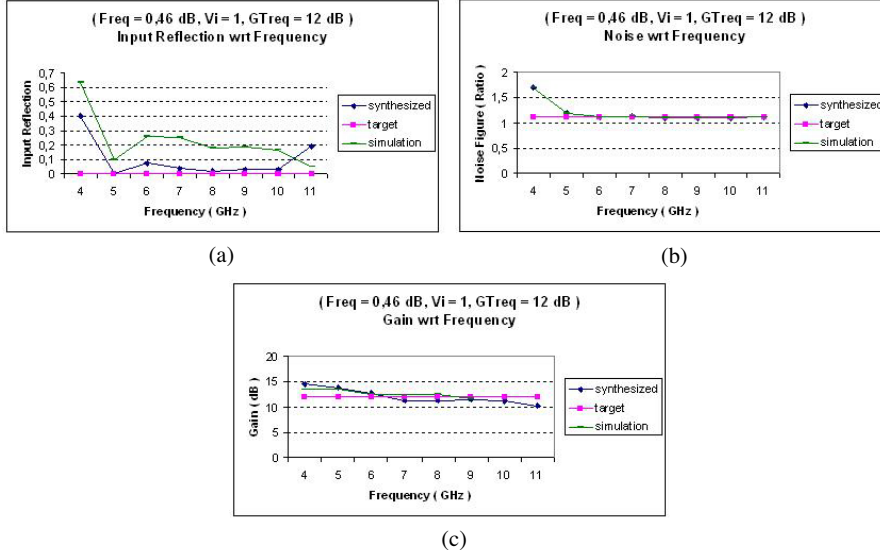 ( Freq = 0,46 dB, Vi = 1, GTreq = 12 dB )
Input Reflection wrt Frequency
Input Reflection
0,7
0,6
0,5
0,4
0,3
0,2
0,1
0
4 5 6 7 8 9 10 11
Frequency ( GHz )
synthesized
target
simulation
(a)
( Freq = 0,46 dB, Vi = 1, GTreq = 12 dB )
Noise wrt Frequency
Noise Figure ( Ratio )
2
1,5
1
0,5
0
4 5 6 7 8 9 10 11
Frequency ( GHz )
synthesized
target
simulation
(b)
( Freq = 0,46 dB, Vi = 1, GTreq = 12 dB )
Gain wrt Frequency
Gain ( dB )
20
15
10
5
0
4 5 6 7 8 9 10 11
Frequency ( GHz )
synthesized
target
simulation
(c)